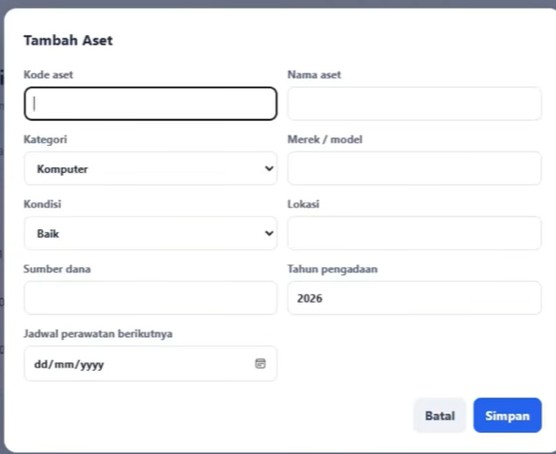 Tambah Aset
Kode aset
Nama aset
Kategori
Merek / model
Komputer
Kondisi
Lokasi
Baik
Sumber dana
Tahun pengadaan
2026
Jadwal perawatan berikutnya
dd/mm/yyyy
Batal
Simpan